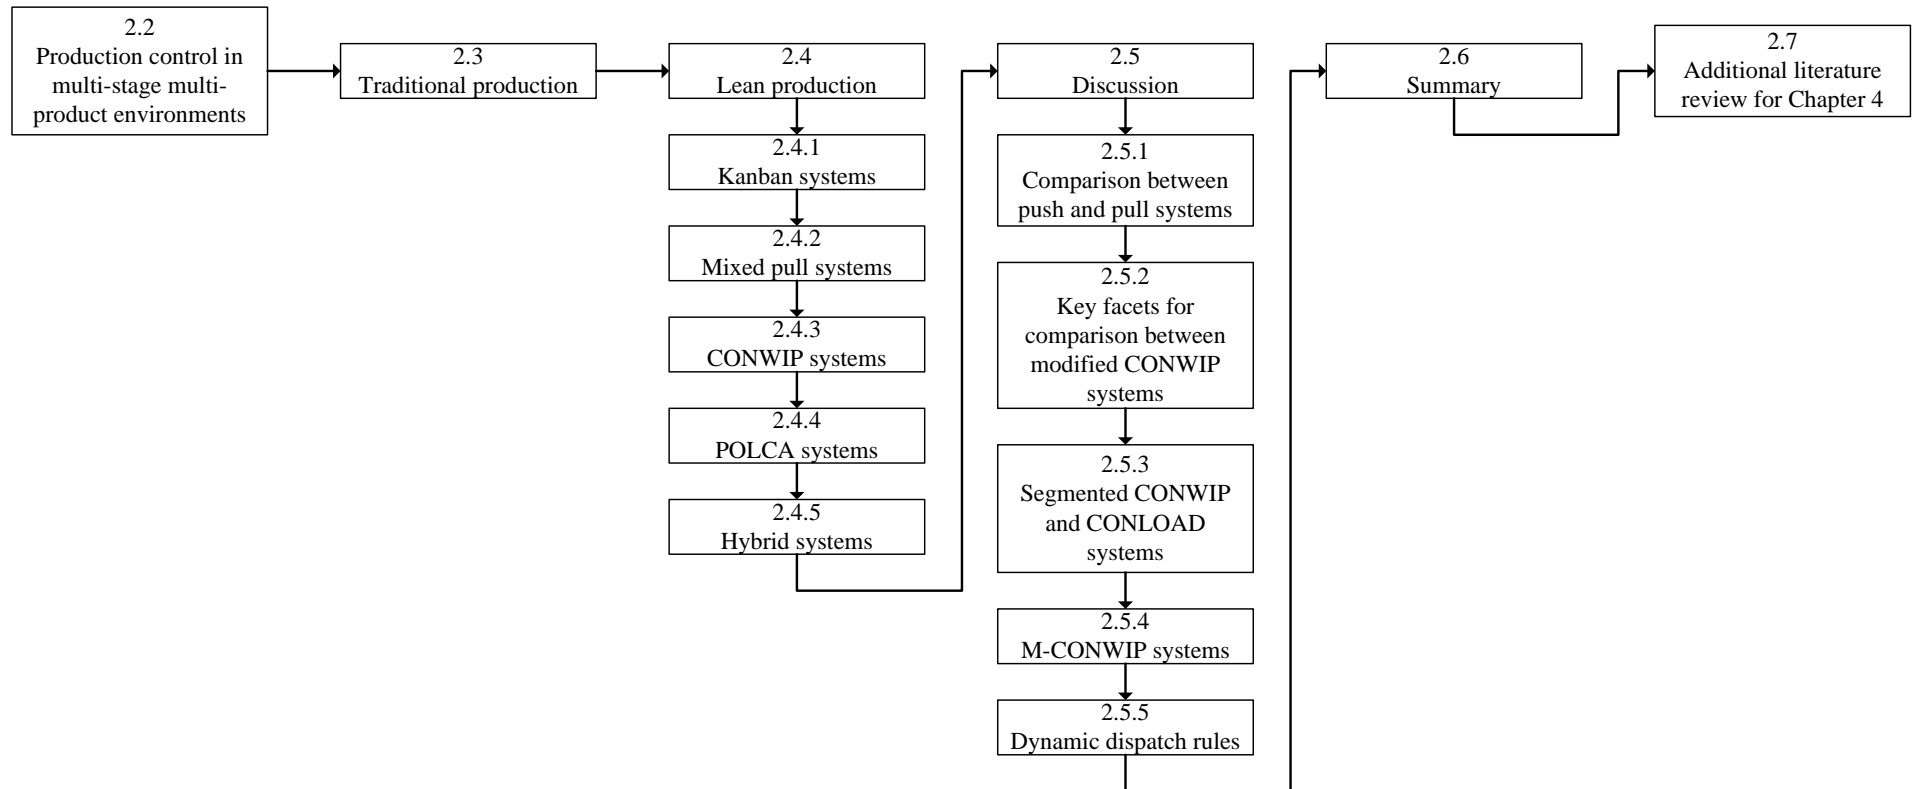 2.2
Production control in
multi-stage multi-
product environments
2.3
Traditional production
2.4
Lean production
2.4.1
Kanban systems
2.4.2
Mixed pull systems
2.4.3
CONWIP systems
2.4.4
POLCA systems
2.4.5
Hybrid systems
2.5
Discussion
2.5.1
Comparison between
push and pull systems
2.5.2
Key facets for
comparison between
modified CONWIP
systems
2.5.3
Segmented CONWIP
and CONLOAD
systems
2.5.4
M-CONWIP systems
2.5.5
Dynamic dispatch rules
2.6
Summary
2.7
Additional literature
review for Chapter 4